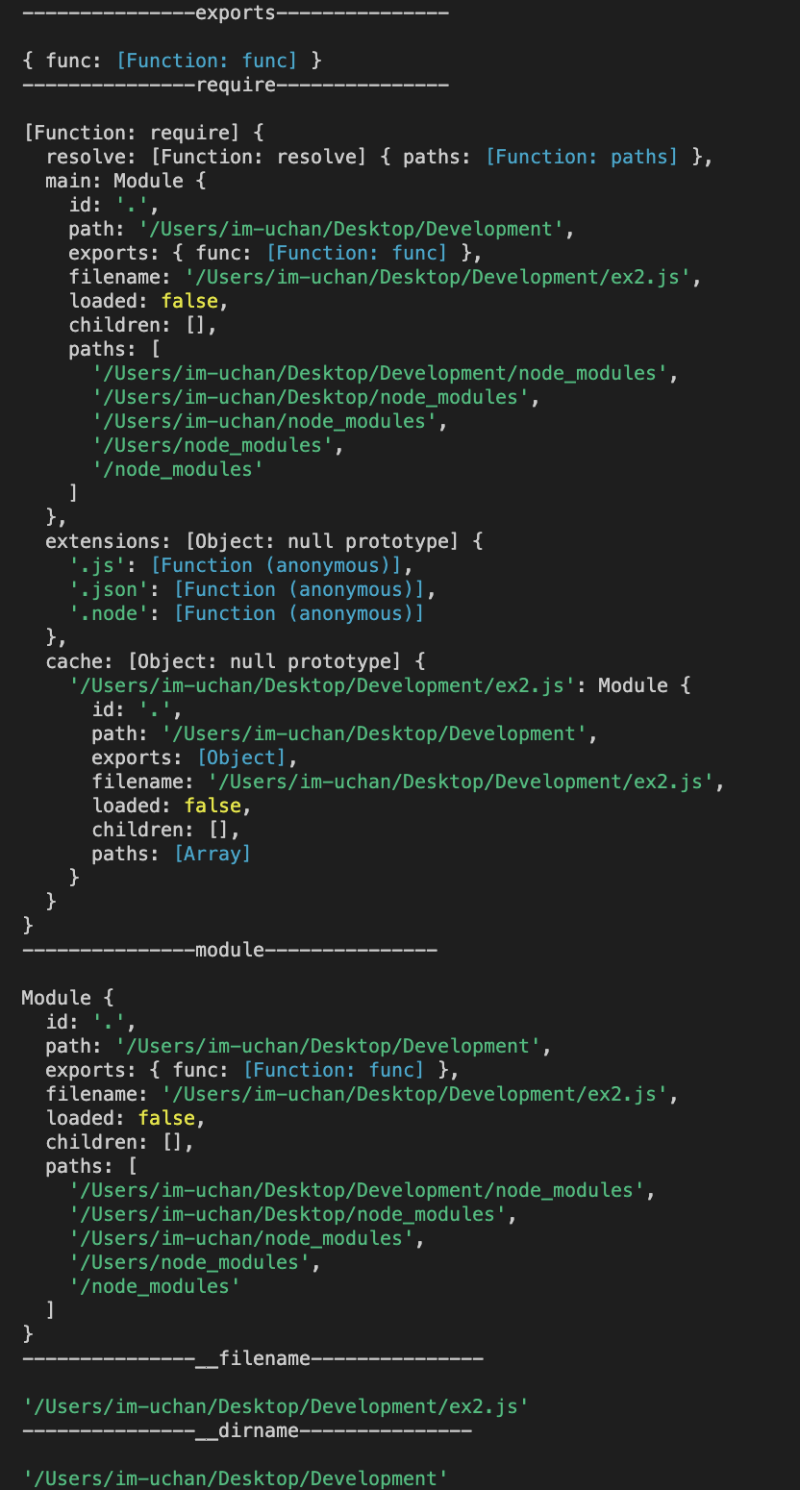 ---------------exports---------------
{ func: [Function: func] }
---------------require---------------
[Function: require] {
  resolve: [Function: resolve] { paths: [Function: paths] },
  main: Module {
    id: '.',
    path: '/Users/im-uchan/Desktop/Development',
    exports: { func: [Function: func] },
    filename: '/Users/im-uchan/Desktop/Development/ex2.js',
    loaded: false,
    children: [],
    paths: [
      '/Users/im-uchan/Desktop/Development/node_modules',
      '/Users/im-uchan/Desktop/node_modules',
      '/Users/im-uchan/node_modules',
      '/Users/node_modules',
      '/node_modules'
    ]
  },
  extensions: [Object: null prototype] {
    '.js': [Function (anonymous)],
    '.json': [Function (anonymous)],
    '.node': [Function (anonymous)]
  },
  cache: [Object: null prototype] {
    '/Users/im-uchan/Desktop/Development/ex2.js': Module {
      id: '.',
      path: '/Users/im-uchan/Desktop/Development',
      exports: [Object],
      filename: '/Users/im-uchan/Desktop/Development/ex2.js',
      loaded: false,
      children: [],
      paths: [Array]
    }
  }
}
---------------module---------------
Module {
  id: '.',
  path: '/Users/im-uchan/Desktop/Development',
  exports: { func: [Function: func] },
  filename: '/Users/im-uchan/Desktop/Development/ex2.js',
  loaded: false,
  children: [],
  paths: [
    '/Users/im-uchan/Desktop/Development/node_modules',
    '/Users/im-uchan/Desktop/node_modules',
    '/Users/im-uchan/node_modules',
    '/Users/node_modules',
    '/node_modules'
  ]
}
---------------__filename---------------
'/Users/im-uchan/Desktop/Development/ex2.js'
---------------__dirname---------------
'/Users/im-uchan/Desktop/Development'